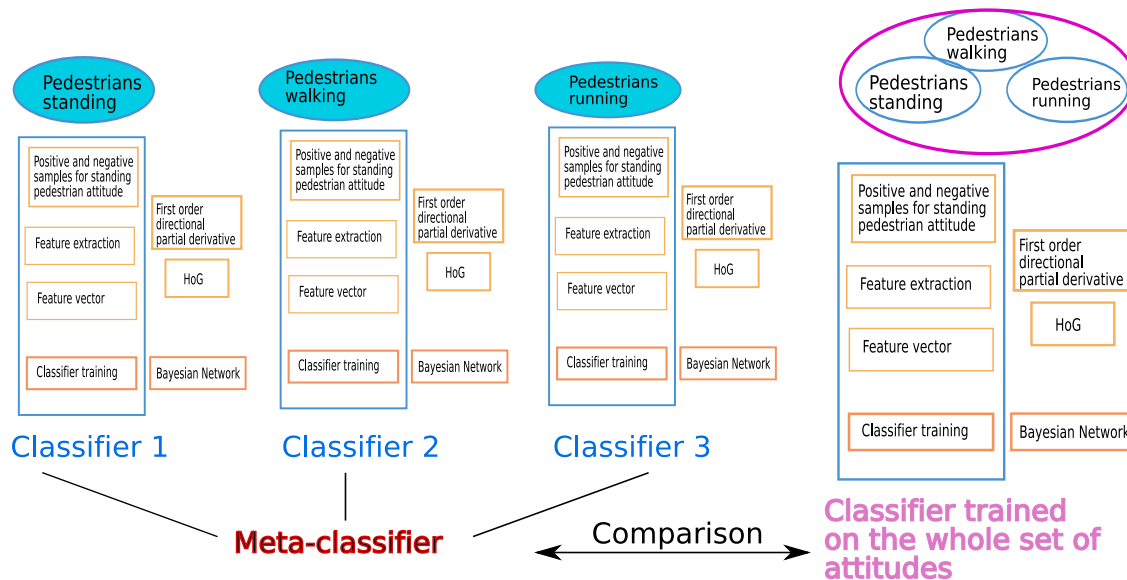 Pedestrians
standing
Positive and negative
samples for standing
pedestrian attitude
First order
directional
partial derivative
Feature extraction
HoG
Feature vector
Classifier training
Bayesian Network
Classifier 1
Pedestrians
walking
Positive and negative
samples for standing
pedestrian attitude
First order
directional
partial derivative
Feature extraction
HoG
Feature vector
Classifier training
Bayesian Network
Classifier 2
Pedestrians
running
Positive and negative
samples for standing
pedestrian attitude
First order
directional
partial derivative
Feature extraction
HoG
Feature vector
Classifier training
Bayesian Network
Classifier 3
Pedestrians
walking
Pedestrians
standing
Pedestrians
running
Positive and negative
samples for standing
pedestrian attitude
First order
directional
partial derivative
Feature extraction
HoG
Feature vector
Classifier training
Bayesian Network
Meta-classifier
Comparison
Classifier trained
on the whole set of
attitudes